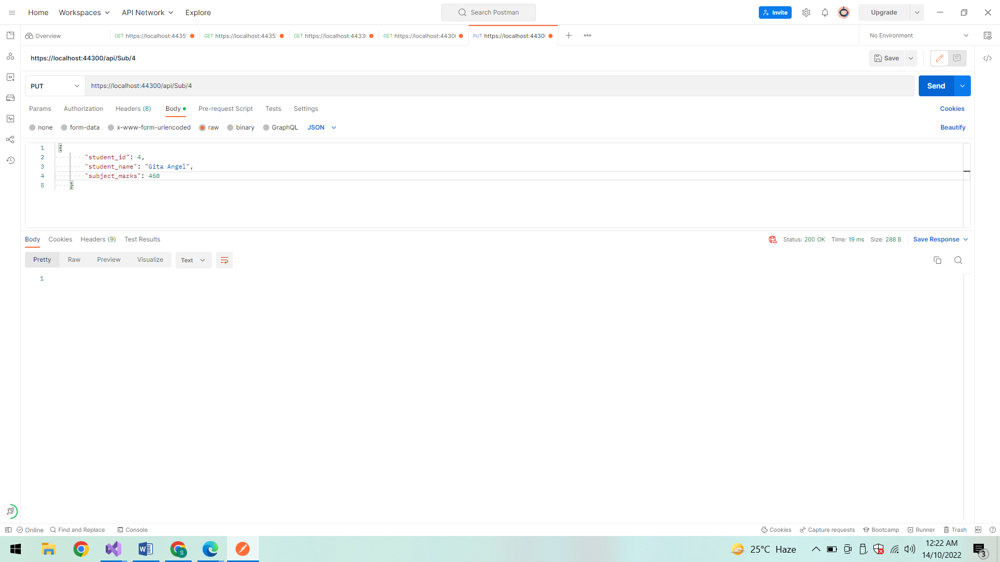 Home Workspaces API Network Explore Search Postman Invite Upgrade
Overview GET https://localhost:4435 GET https://localhost:4435 GET https://localhost:4433 GET https://localhost:4430 PUT https://localhost:4430 No Environment
https://localhost:44300/api/Sub/4 Save
PUT https://localhost:44300/api/Sub/4 Send
Params Authorization Headers (8) Body Pre-request Script Tests Settings Cookies
none form-data x-www-form-urlencoded raw binary GraphQL JSON Beautify
1 {
2 "student_id": 4,
3 "student_name": "Gita Angel",
4 "subject_marks": 450
5 }
Body Cookies Headers (9) Test Results Status: 200 OK Time: 19 ms Size: 288 B Save Response
Pretty Raw Preview Visualize Text
1
Online Find and Replace Console Cookies Capture requests Bootcamp Runner Trash
25°C Haze 12:22 AM
14/10/2022 3